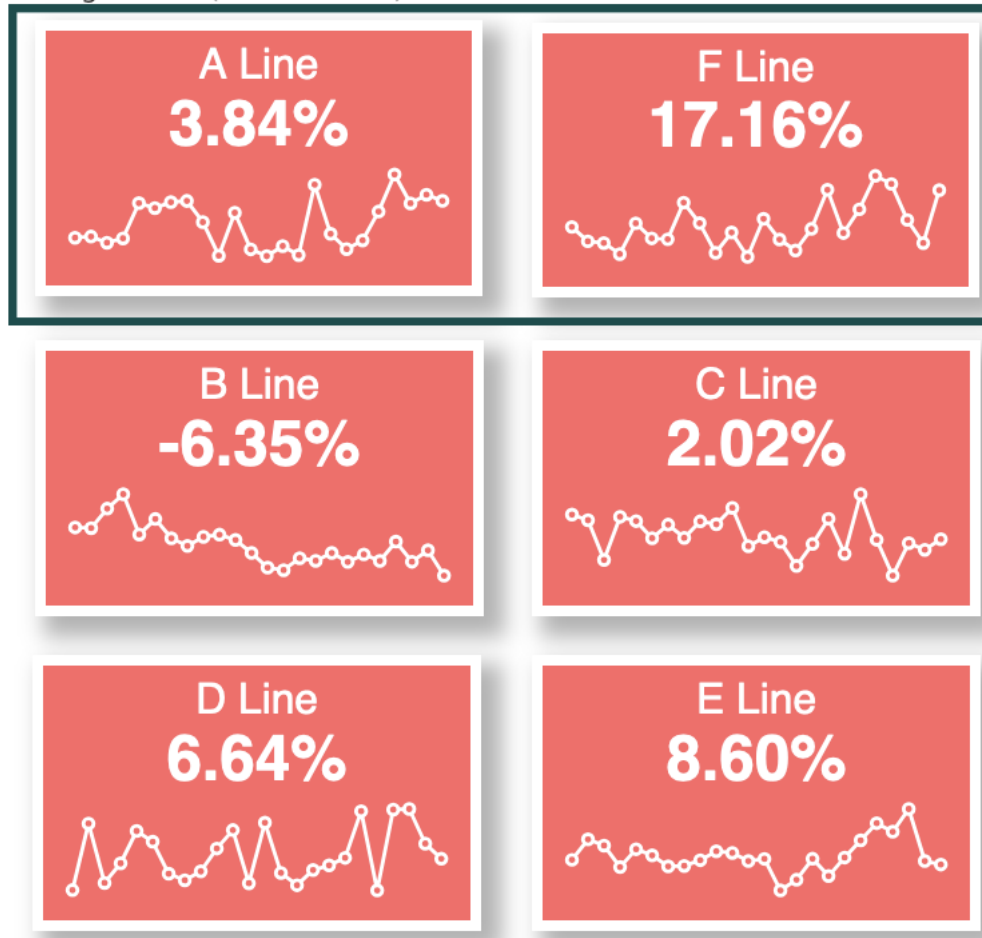 A Line
3.84%
F Line
17.16%
B Line
-6.35%
C Line
2.02%
D Line
6.64%
E Line
8.60%